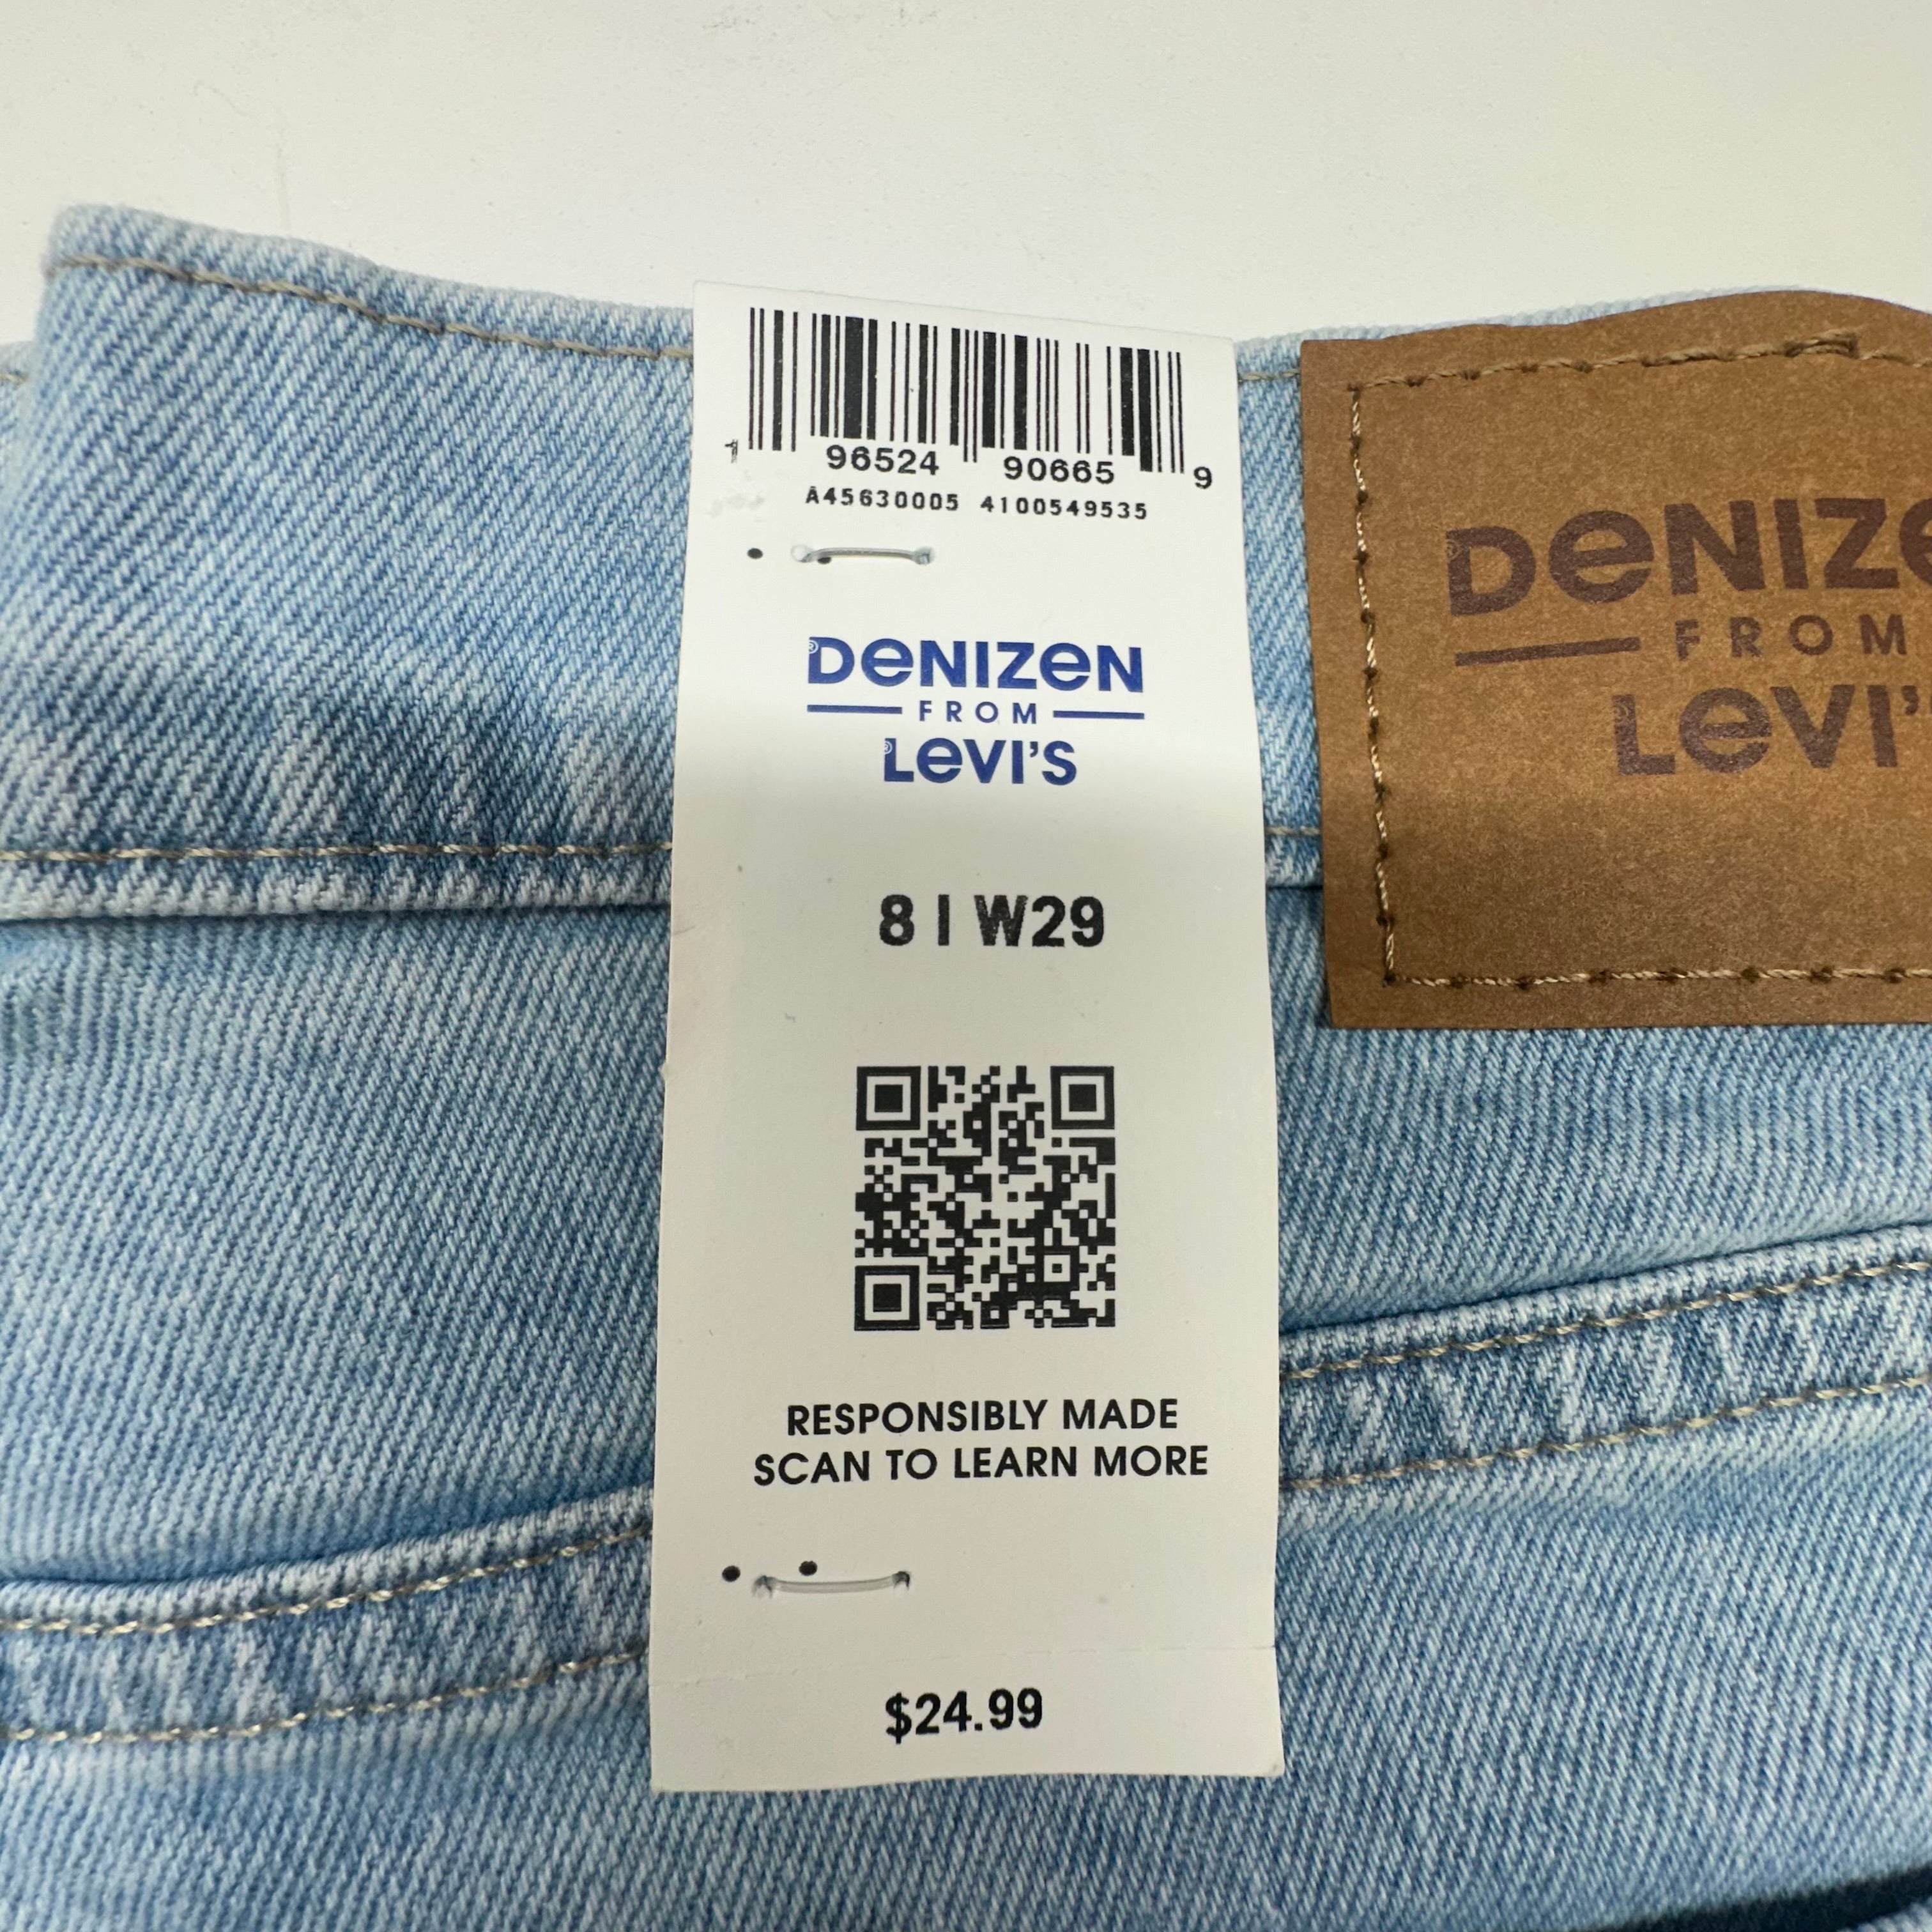 1 96524 90665 9
A45630005 4100549535
DENIZEN®
FROM
LEVI'S®
8 | W29
RESPONSIBLY MADE
SCAN TO LEARN MORE
$24.99
DENIZE
FROM
LEVI'